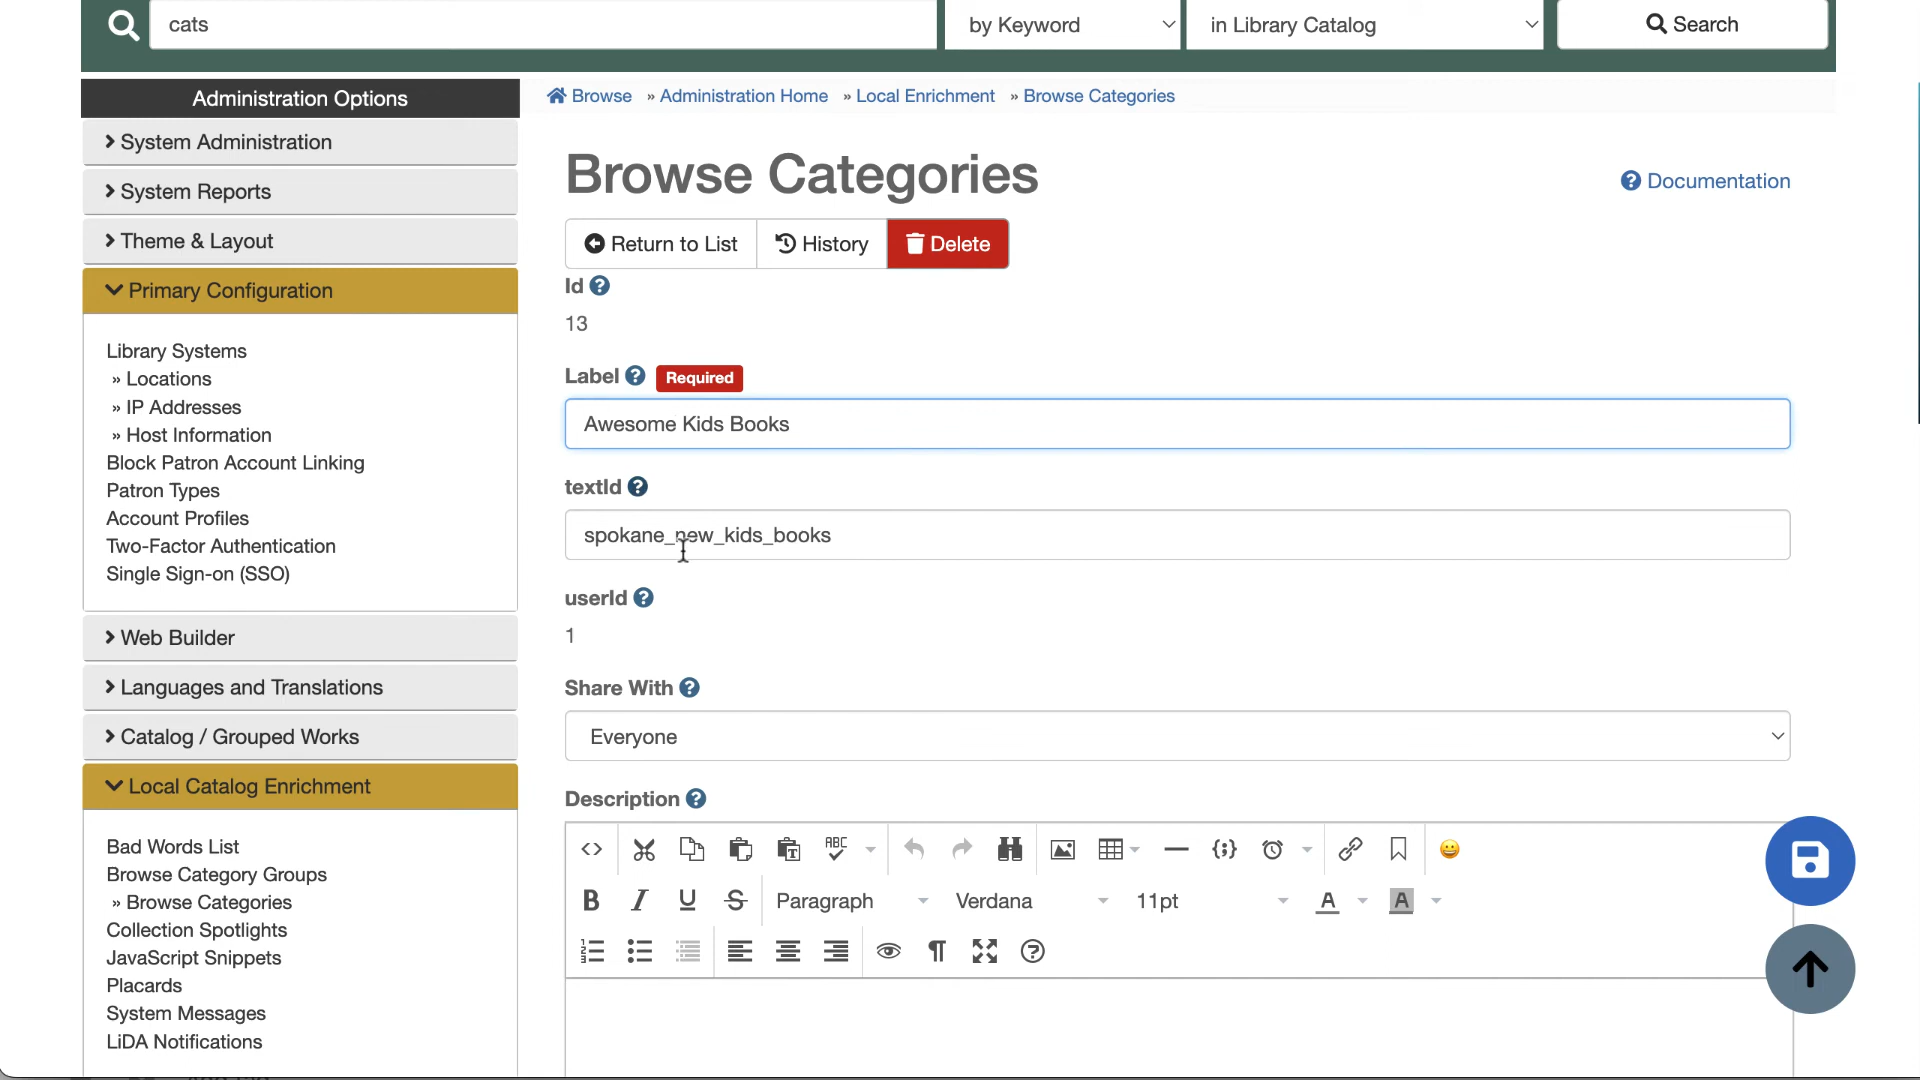 cats
by Keyword
in Library Catalog
Search
Administration Options
Browse » Administration Home » Local Enrichment » Browse Categories
System Administration
System Reports
Theme & Layout
Primary Configuration
Library Systems
» Locations
» IP Addresses
» Host Information
Block Patron Account Linking
Patron Types
Account Profiles
Two-Factor Authentication
Single Sign-on (SSO)
Web Builder
Languages and Translations
Catalog / Grouped Works
Local Catalog Enrichment
Bad Words List
Browse Category Groups
» Browse Categories
Collection Spotlights
JavaScript Snippets
Placards
System Messages
LiDA Notifications
Browse Categories
Documentation
Return to List
History
Delete
Id
13
Label Required
Awesome Kids Books
textId
spokane_new_kids_books
userId
1
Share With
Everyone
Description
ABC
Paragraph
Verdana
11pt